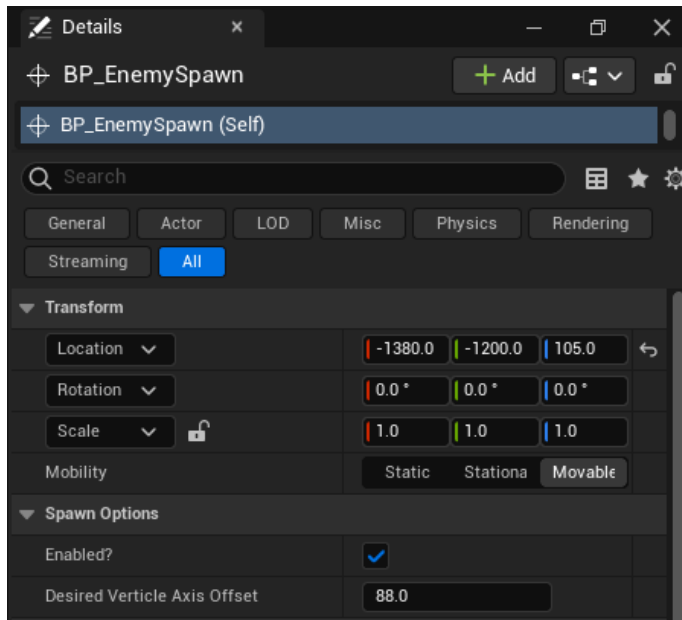 Details
BP_EnemySpawn
Add
BP_EnemySpawn (Self)
Search
General Actor LOD Misc Physics Rendering
Streaming All
Transform
Location -1380.0 -1200.0 105.0
Rotation 0.0 ° 0.0 ° 0.0 °
Scale 1.0 1.0 1.0
Mobility Static Stationa Movable
Spawn Options
Enabled?
Desired Verticle Axis Offset 88.0